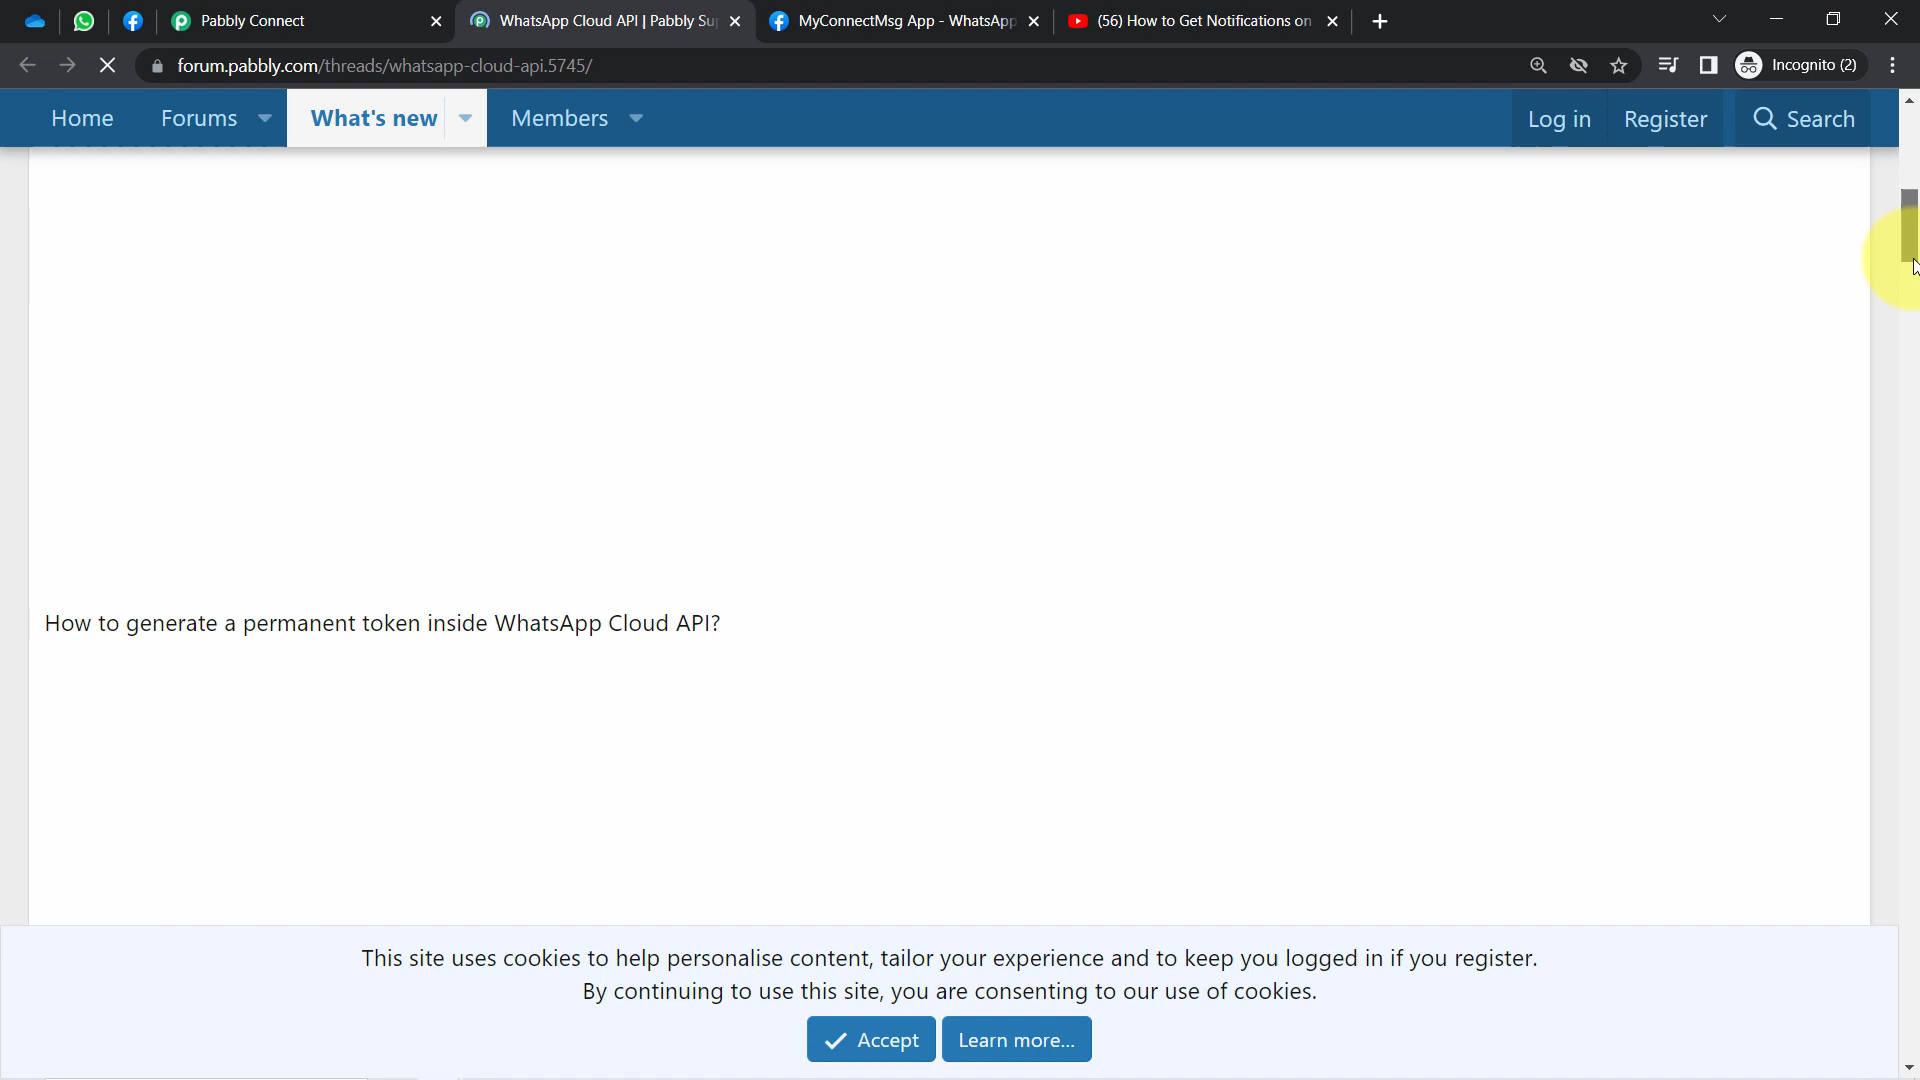 Pabbly Connect
WhatsApp Cloud API | Pabbly Su
MyConnectMsg App - WhatsApp
(56) How to Get Notifications on
forum.pabbly.com/threads/whatsapp-cloud-api.5745/
Incognito (2)
Home
Forums
What's new
Members
Log in
Register
Search
How to generate a permanent token inside WhatsApp Cloud API?
This site uses cookies to help personalise content, tailor your experience and to keep you logged in if you register.
By continuing to use this site, you are consenting to our use of cookies.
Accept
Learn more...